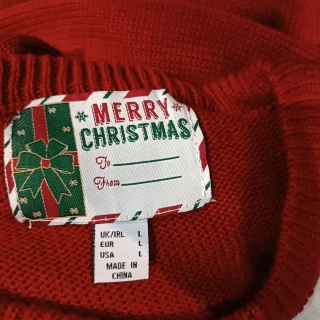 MERRY
CHRISTMAS
To
From
UK/IRL L
EUR L
USA L
MADE IN
CHINA